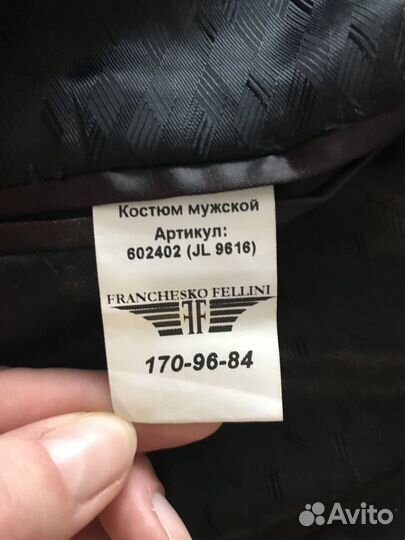 Костюм мужской
Артикул:
602402 (JL 9616)
FRANCHESKO FELLINI
FF
170-96-84
Avito